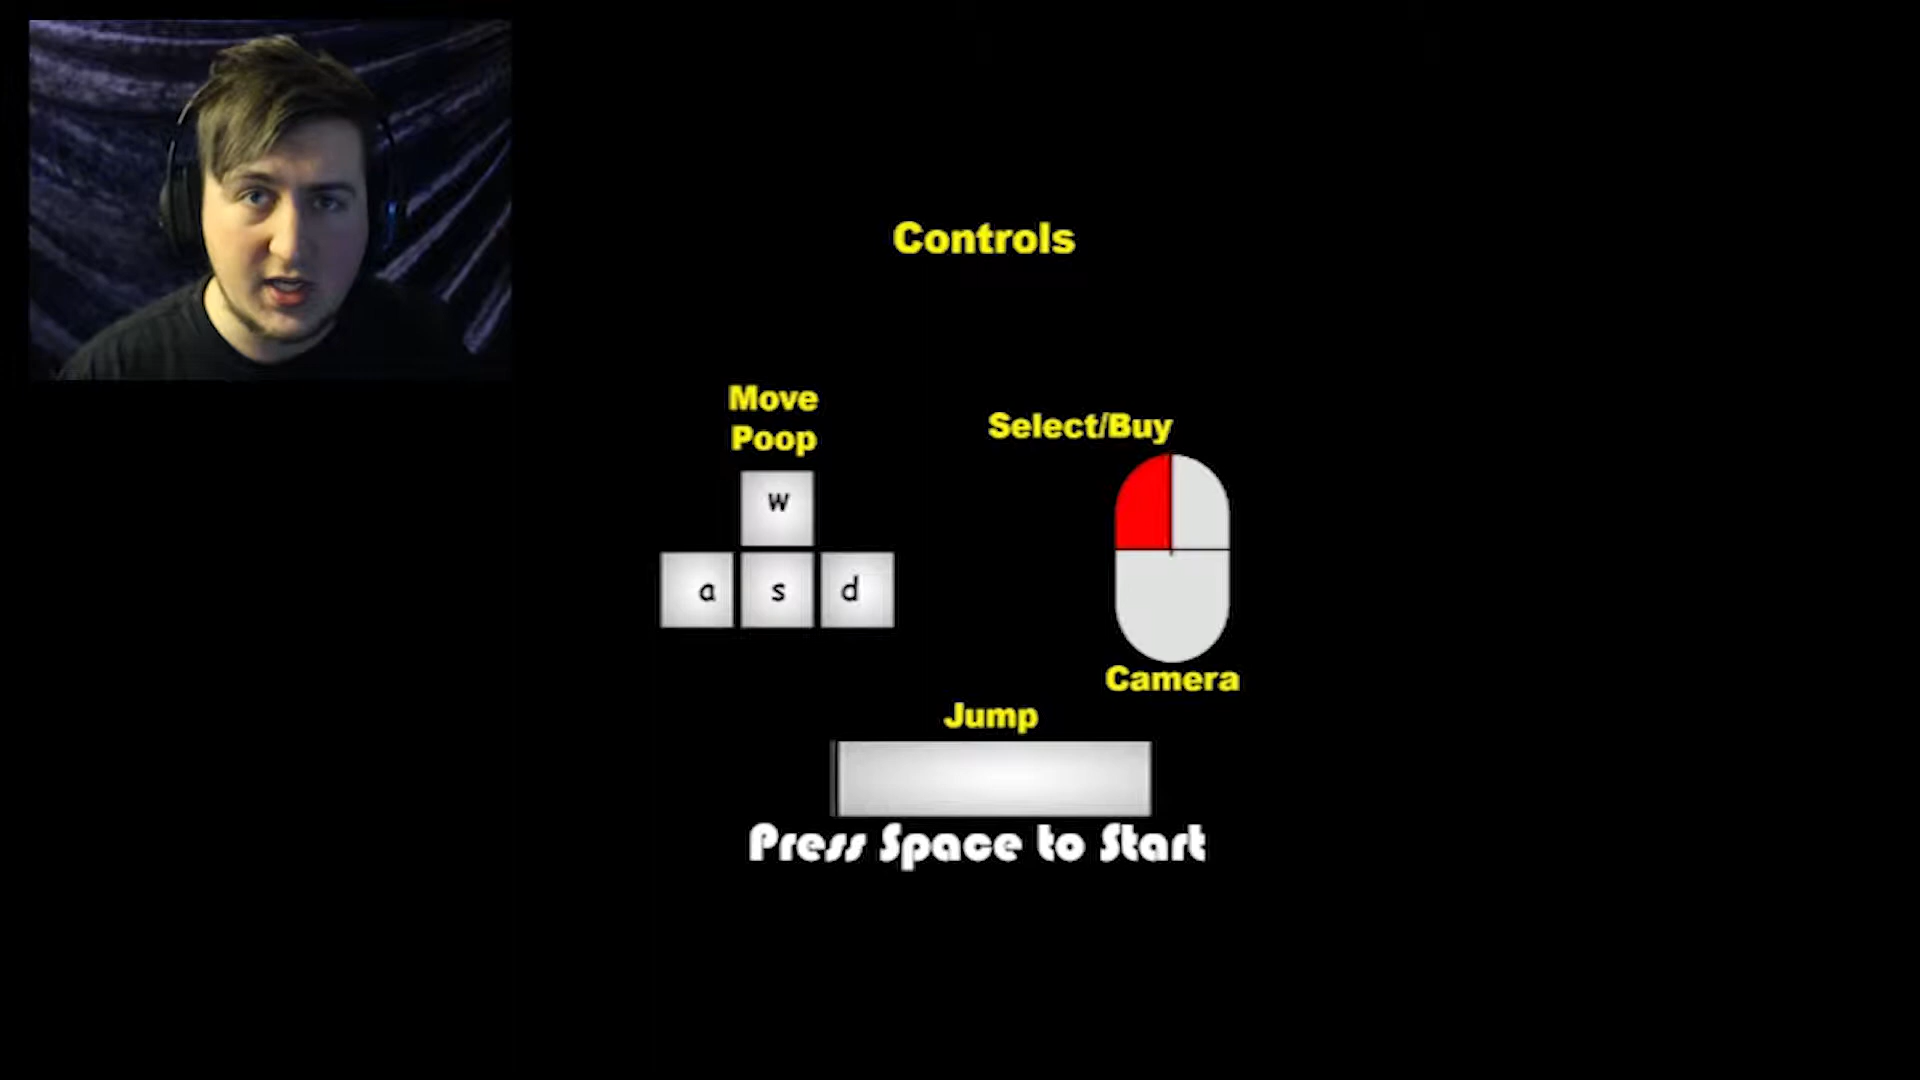 Controls
Move
Poop
Select/Buy
w
a s d
Camera
Jump
Press Space to Start